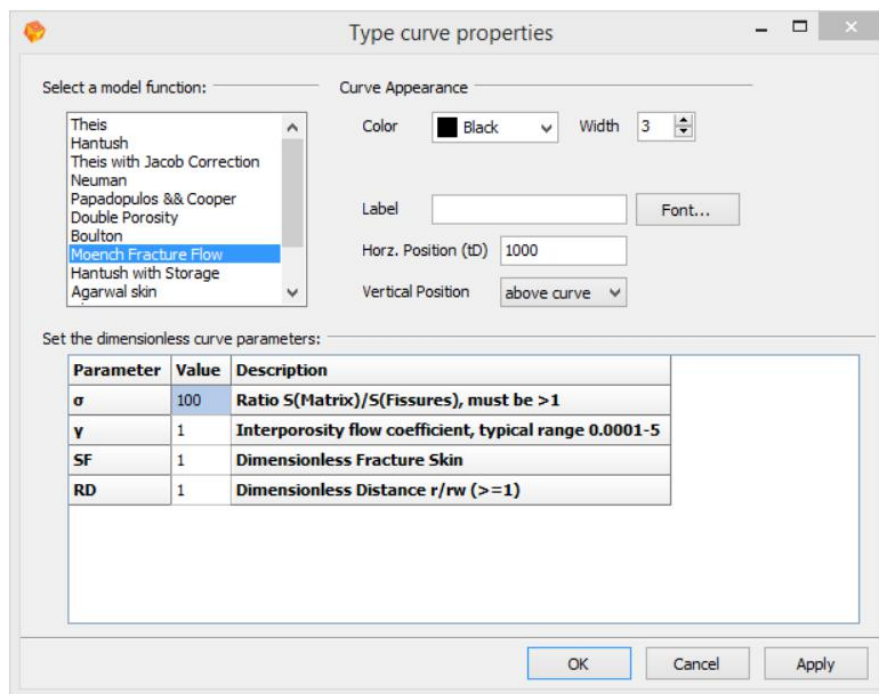 Type curve properties
Select a model function:
Theis
Hantush
Theis with Jacob Correction
Neuman
Papadopulos && Cooper
Double Porosity
Boulton
Moench Fracture Flow
Hantush with Storage
Agarwal skin
Curve Appearance
Color Black Width 3
Label Font...
Horz. Position (tD) 1000
Vertical Position above curve
Set the dimensionless curve parameters:
Parameter Value Description
σ 100 Ratio S(Matrix)/S(Fissures), must be >1
γ 1 Interporosity flow coefficient, typical range 0.0001-5
SF 1 Dimensionless Fracture Skin
RD 1 Dimensionless Distance r/rw (>=1)
OK Cancel Apply